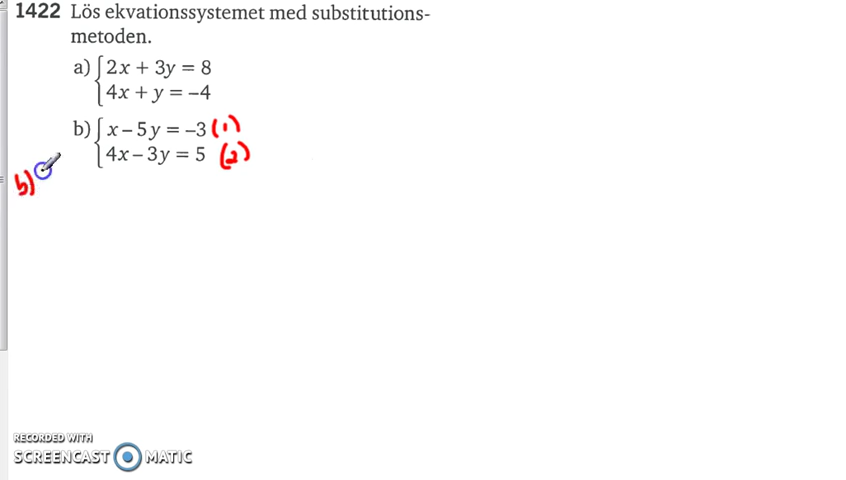 1422 Lös ekvationssystemet med substitutions-
metoden.
a) 2x + 3y = 8
4x + y = –4
b) x – 5y = –3 (1)
4x – 3y = 5 (2)
b)
RECORDED WITH
SCREENCAST MATIC